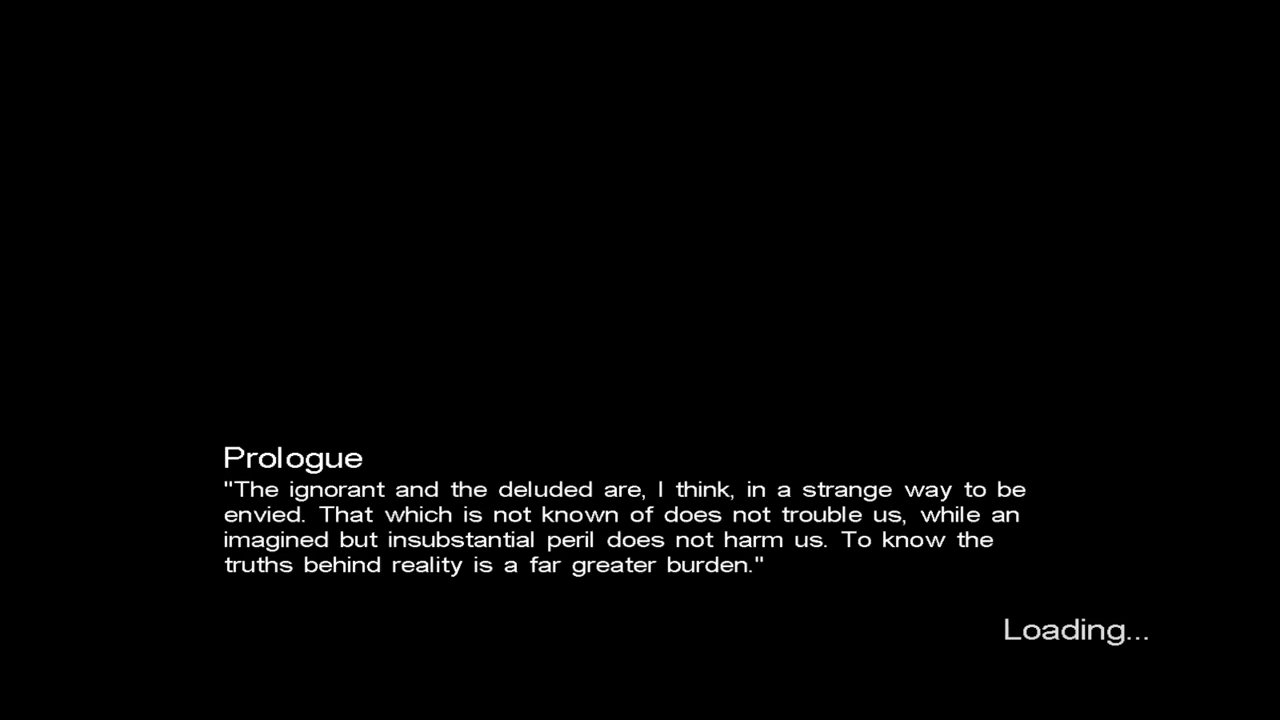 Prologue
"The ignorant and the deluded are, I think, in a strange way to be
envied. That which is not known of does not trouble us, while an
imagined but insubstantial peril does not harm us. To know the
truths behind reality is a far greater burden."
Loading...